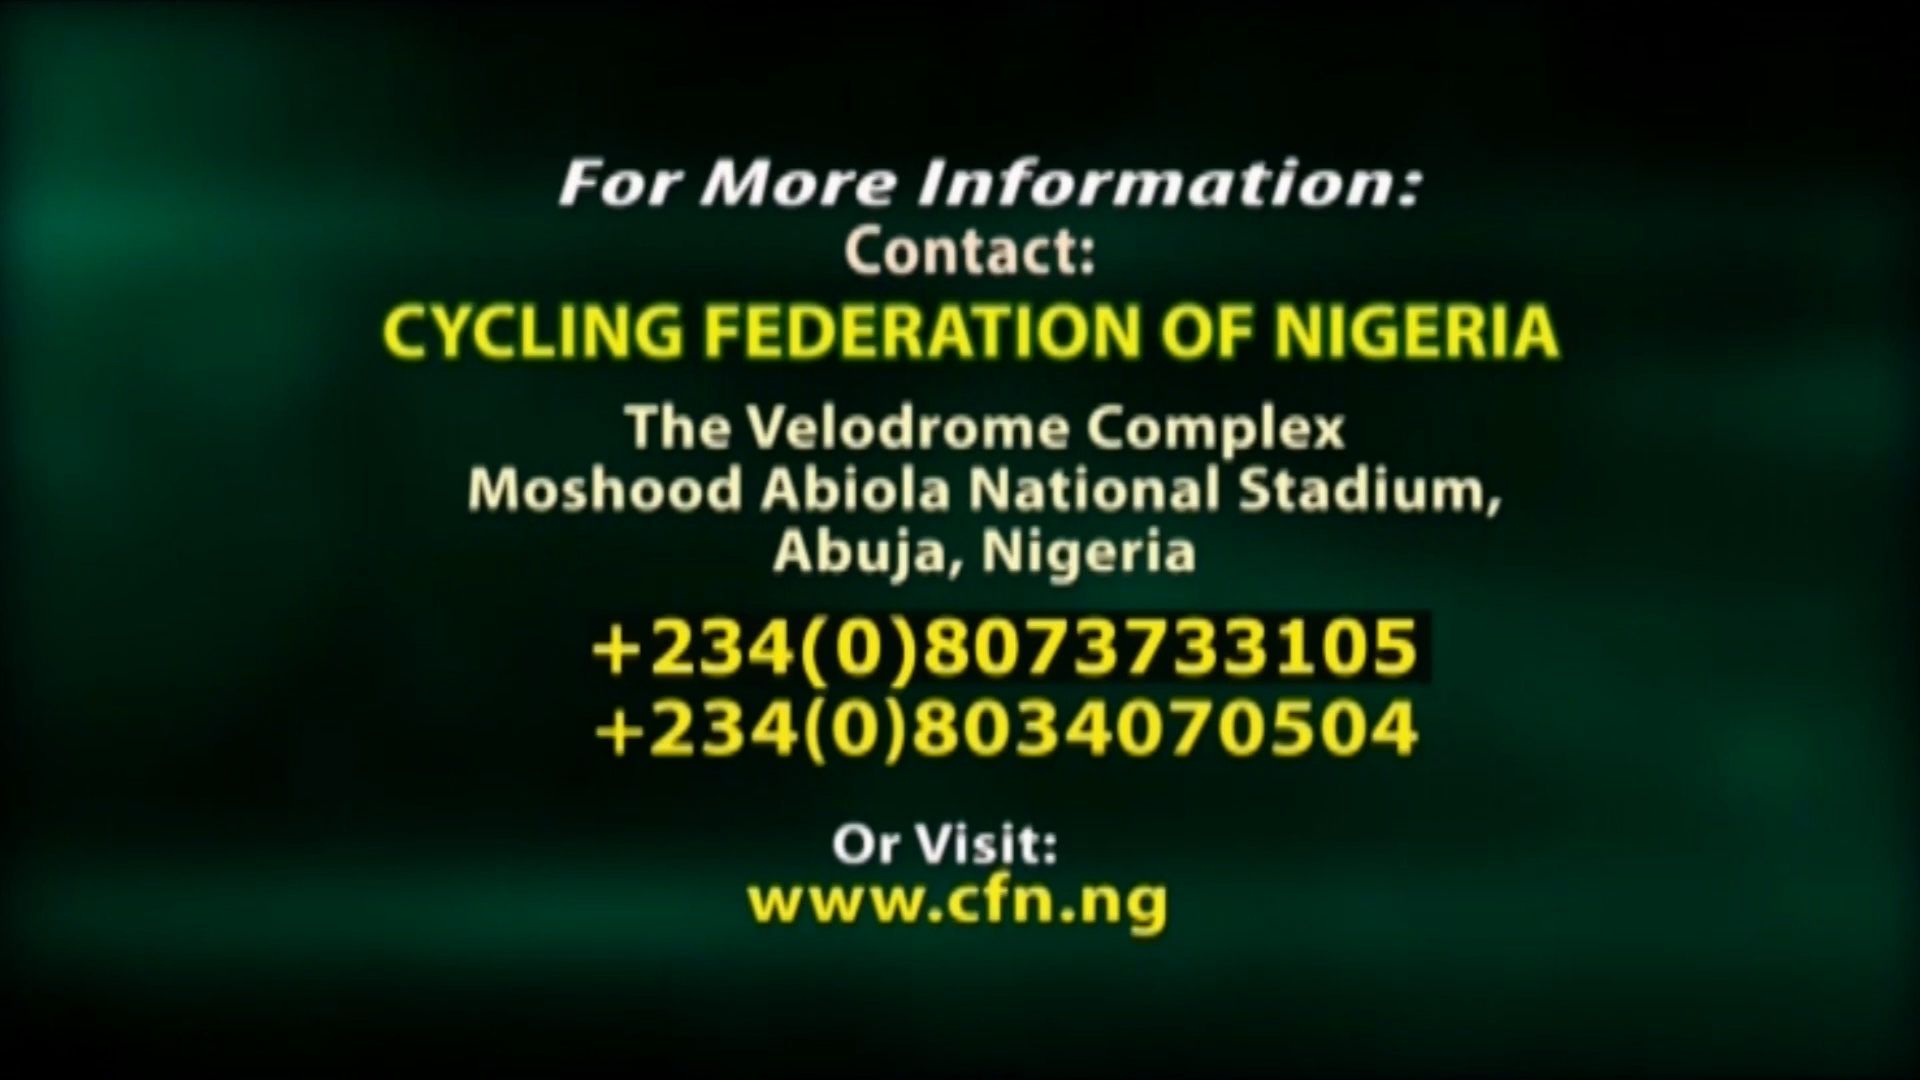 For More Information:
Contact:
CYCLING FEDERATION OF NIGERIA
The Velodrome Complex
Moshood Abiola National Stadium,
Abuja, Nigeria
+234(0)8073733105
+234(0)8034070504
Or Visit:
www.cfn.ng